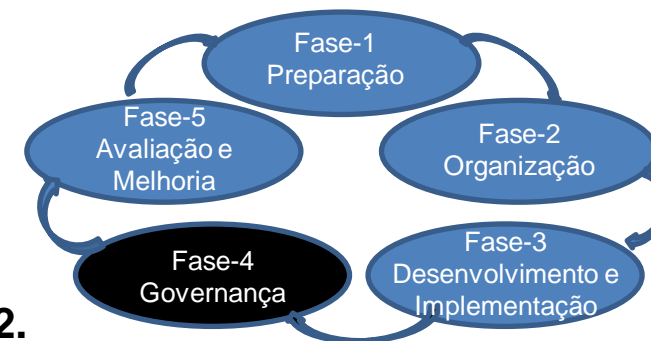 Fase-1
Preparação
Fase-2
Organização
Fase-3
Desenvolvimento e
Implementação
Fase-4
Governança
Fase-5
Avaliação e
Melhoria
2.